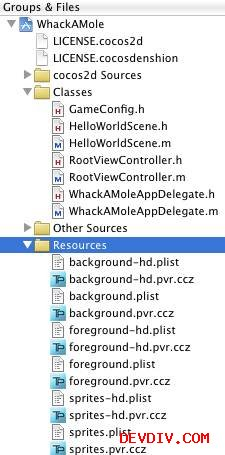 Groups & Files
WhackAMole
LICENSE.cocos2d
LICENSE.cocosdenshion
cocos2d Sources
Classes
GameConfig.h
HelloWorldScene.h
HelloWorldScene.m
RootViewController.h
RootViewController.m
WhackAMoleAppDelegate.h
WhackAMoleAppDelegate.m
Other Sources
Resources
background-hd.plist
background-hd.pvr.ccz
background.plist
background.pvr.ccz
foreground-hd.plist
foreground-hd.pvr.ccz
foreground.plist
foreground.pvr.ccz
sprites-hd.plist
sprites-hd.pvr.ccz
sprites.plist
sprites.pvr.ccz
DEVDIV.COM